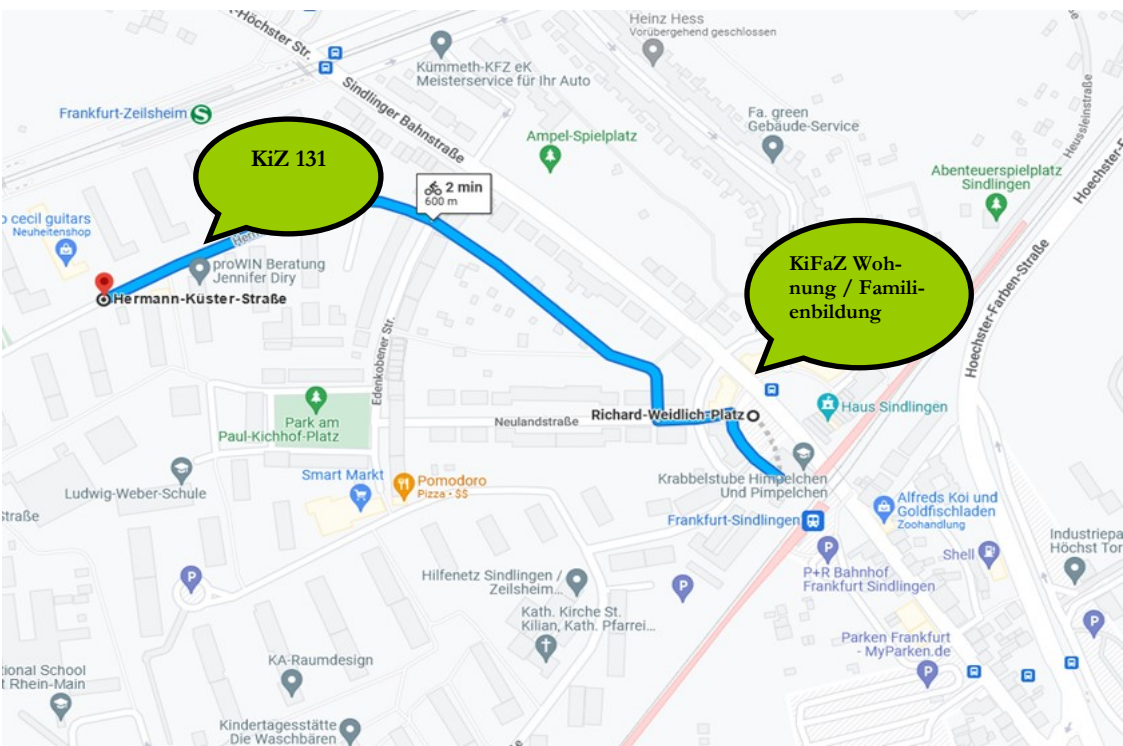 -Höchster Str.
Heinz Hess
Vorübergehend geschlossen
Kümmeth-KFZ eK
Meisterservice für Ihr Auto
Sindlinger Bahnstraße
Frankfurt-Zeilsheim
S
Fa. green
Gebäude-Service
Heussleinstraße
Ampel-Spielplatz
KiZ 131
Abenteuerspielplatz
Sindlingen
Hoechster-F
2 min
600 m
o cecil guitars
Neuheitenshop
Her
proWIN Beratung
Jennifer Diry
KiFaZ Woh-
nung / Famili-
enbildung
Hoechster-Farben-Straße
Hermann-Küster-Straße
Edenkobener Str.
Park am
Paul-Kichhof-Platz
Neulandstraße
Richard-Weidlich-Platz
Haus Sindlingen
Ludwig-Weber-Schule
Smart Markt
Pomodoro
Pizza · $$
Krabbelstube Himpelchen
Und Pimpelchen
Straße
Frankfurt-Sindlingen
Alfreds Koi und
Goldfischladen
Zoohandlung
Shell
Industriepa
Höchst Tor
P
P
P
P+R Bahnhof
Frankfurt Sindlingen
Hilfenetz Sindlingen /
Zeilsheim...
Kath. Kirche St.
Kilian, Kath. Pfarrei...
P
Parken Frankfurt
- MyParken.de
P
tional School
t Rhein-Main
KA-Raumdesign
Kindertagesstätte
Die Waschbären